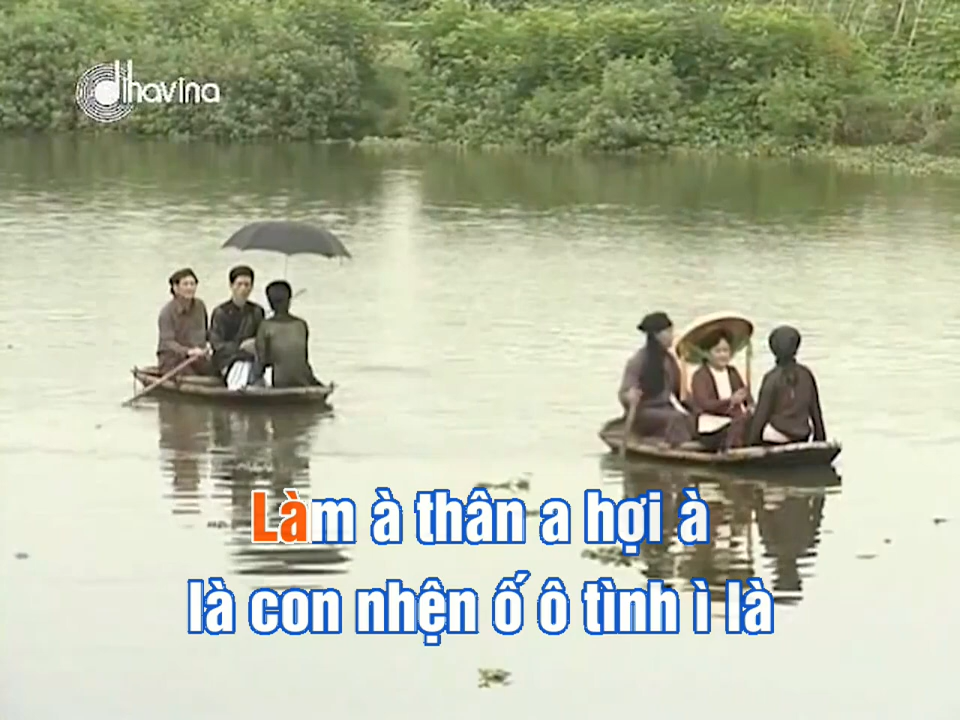 dihavina
Làm à thân a hợi à
là con nhện ố ô tình ì là